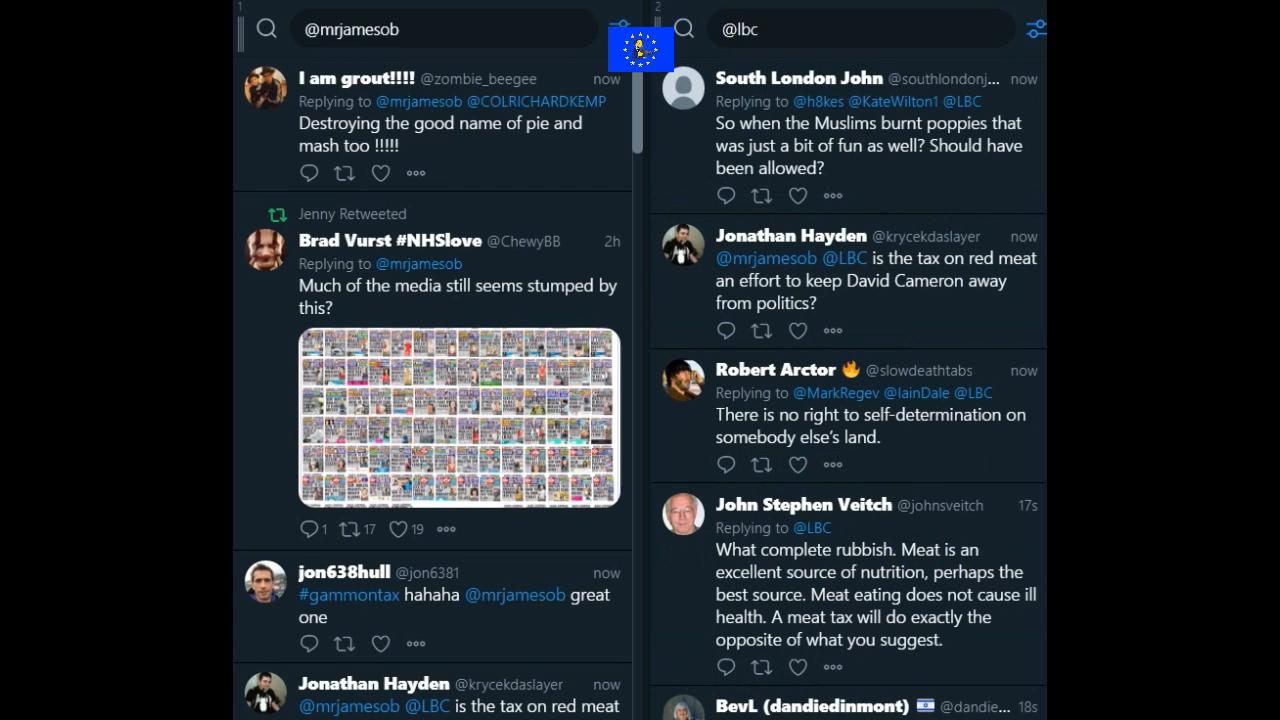 1
@mrjamesob
I am grout!!!! @zombie_beegee now
Replying to @mrjamesob @COLRICHARDKEMP
Destroying the good name of pie and
mash too !!!!!
Jenny Retweeted
Brad Vurst #NHSlove @ChewyBB 2h
Replying to @mrjamesob
Much of the media still seems stumped by
this?
1 17 19
jon638hull @jon6381 now
#gammontax hahaha @mrjamesob great
one
Jonathan Hayden @krycekdaslayer now
@mrjamesob @LBC is the tax on red meat
2
@lbc
South London John @southlondonj... now
Replying to @h8kes @KateWilton1 @LBC
So when the Muslims burnt poppies that
was just a bit of fun as well? Should have
been allowed?
Jonathan Hayden @krycekdaslayer now
@mrjamesob @LBC is the tax on red meat
an effort to keep David Cameron away
from politics?
Robert Arctor @slowdeathtabs now
Replying to @MarkRegev @IainDale @LBC
There is no right to self-determination on
somebody else's land.
John Stephen Veitch @johnsveitch 17s
Replying to @LBC
What complete rubbish. Meat is an
excellent source of nutrition, perhaps the
best source. Meat eating does not cause ill
health. A meat tax will do exactly the
opposite of what you suggest.
BevL (dandiedinmont) @dandie... 18s